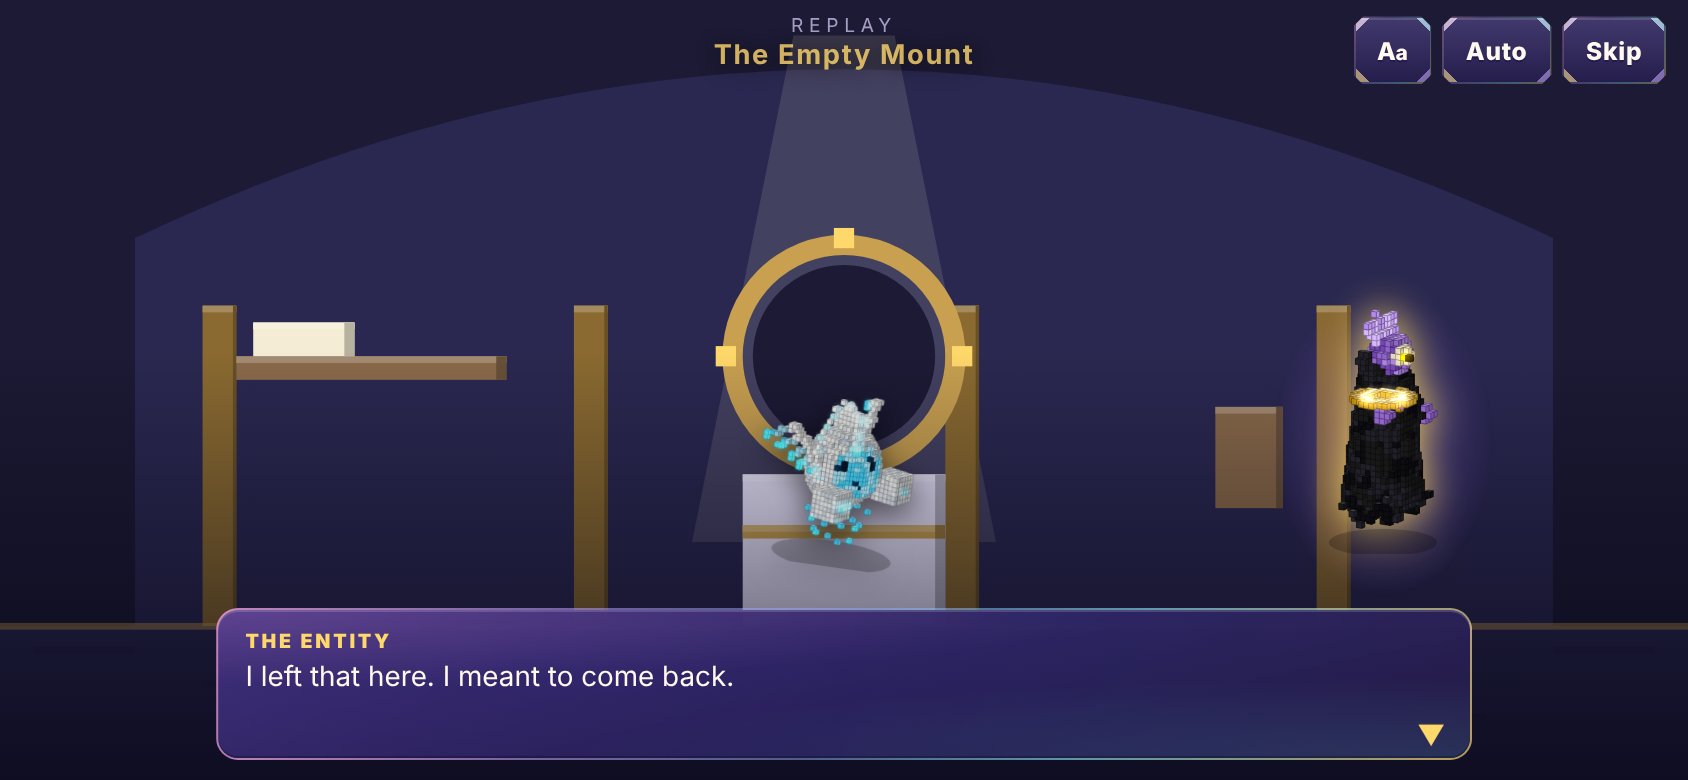 REPLAY
The Empty Mount
Aa
Auto
Skip
THE ENTITY
I left that here. I meant to come back.